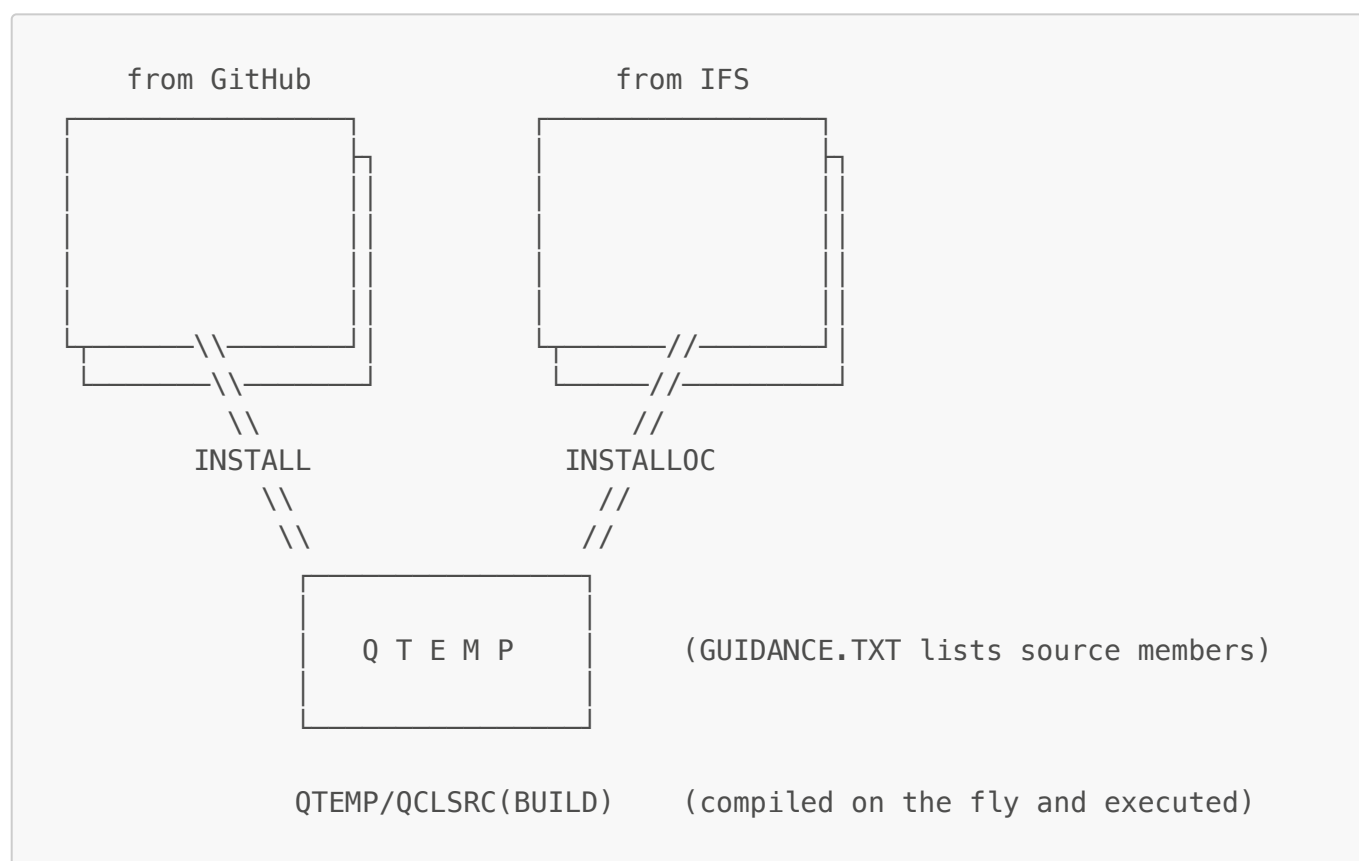 from GitHub from IFS
INSTALL INSTALLOC
Q T E M P (GUIDANCE.TXT lists source members)
QTEMP/QCLSRC(BUILD) (compiled on the fly and executed)